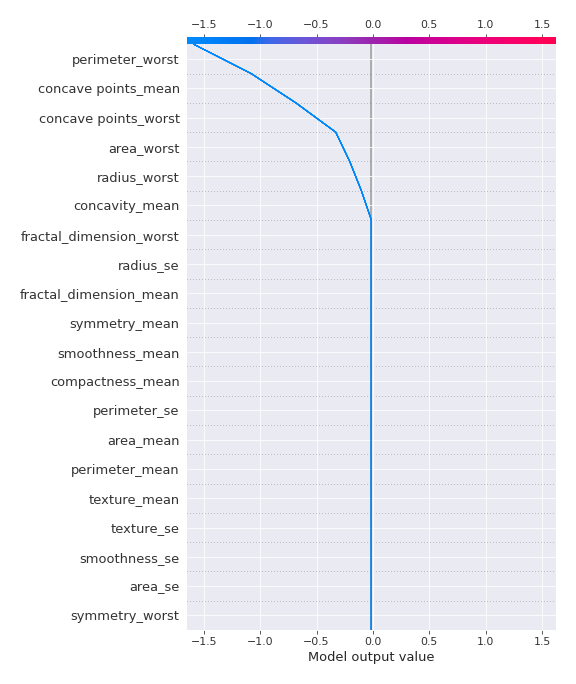 −1.5 −1.0 −0.5 0.0 0.5 1.0 1.5
perimeter_worst
concave points_mean
concave points_worst
area_worst
radius_worst
concavity_mean
fractal_dimension_worst
radius_se
fractal_dimension_mean
symmetry_mean
smoothness_mean
compactness_mean
perimeter_se
area_mean
perimeter_mean
texture_mean
texture_se
smoothness_se
area_se
symmetry_worst
−1.5 −1.0 −0.5 0.0 0.5 1.0 1.5
Model output value